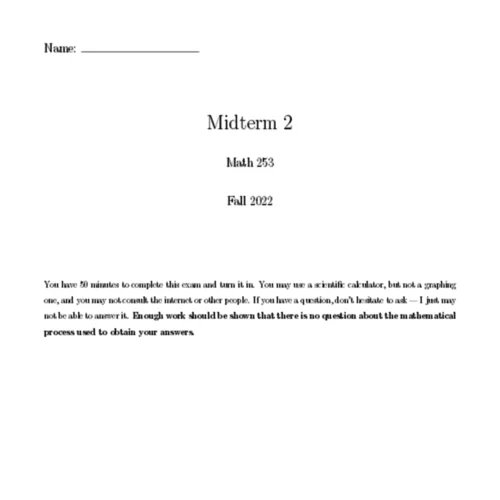 Name:
Midterm 2
Math 253
Fall 2022
You have 50 minutes to complete this exam and turn it in. You may use a scientific calculator, but not a graphing
one, and you may not consult the internet or other people. If you have a question, don't hesitate to ask — I just may
not be able to answer it. Enough work should be shown that there is no question about the mathematical
process used to obtain your answers.